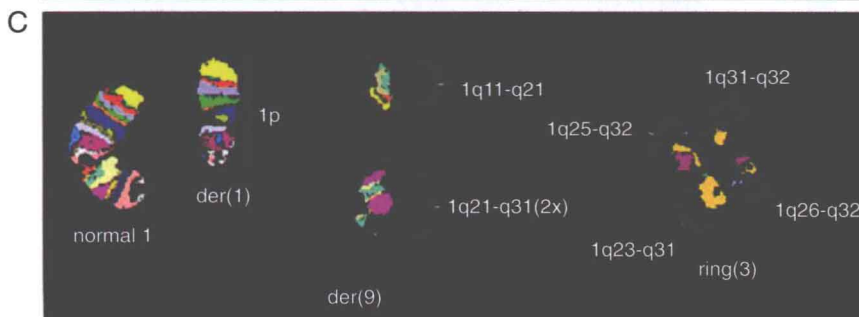 C
1q31-q32
1q11-q21
1p
1q25-q32
der(1)
1q21-q31(2x)
1q26-q32
normal 1
1q23-q31
ring(3)
der(9)